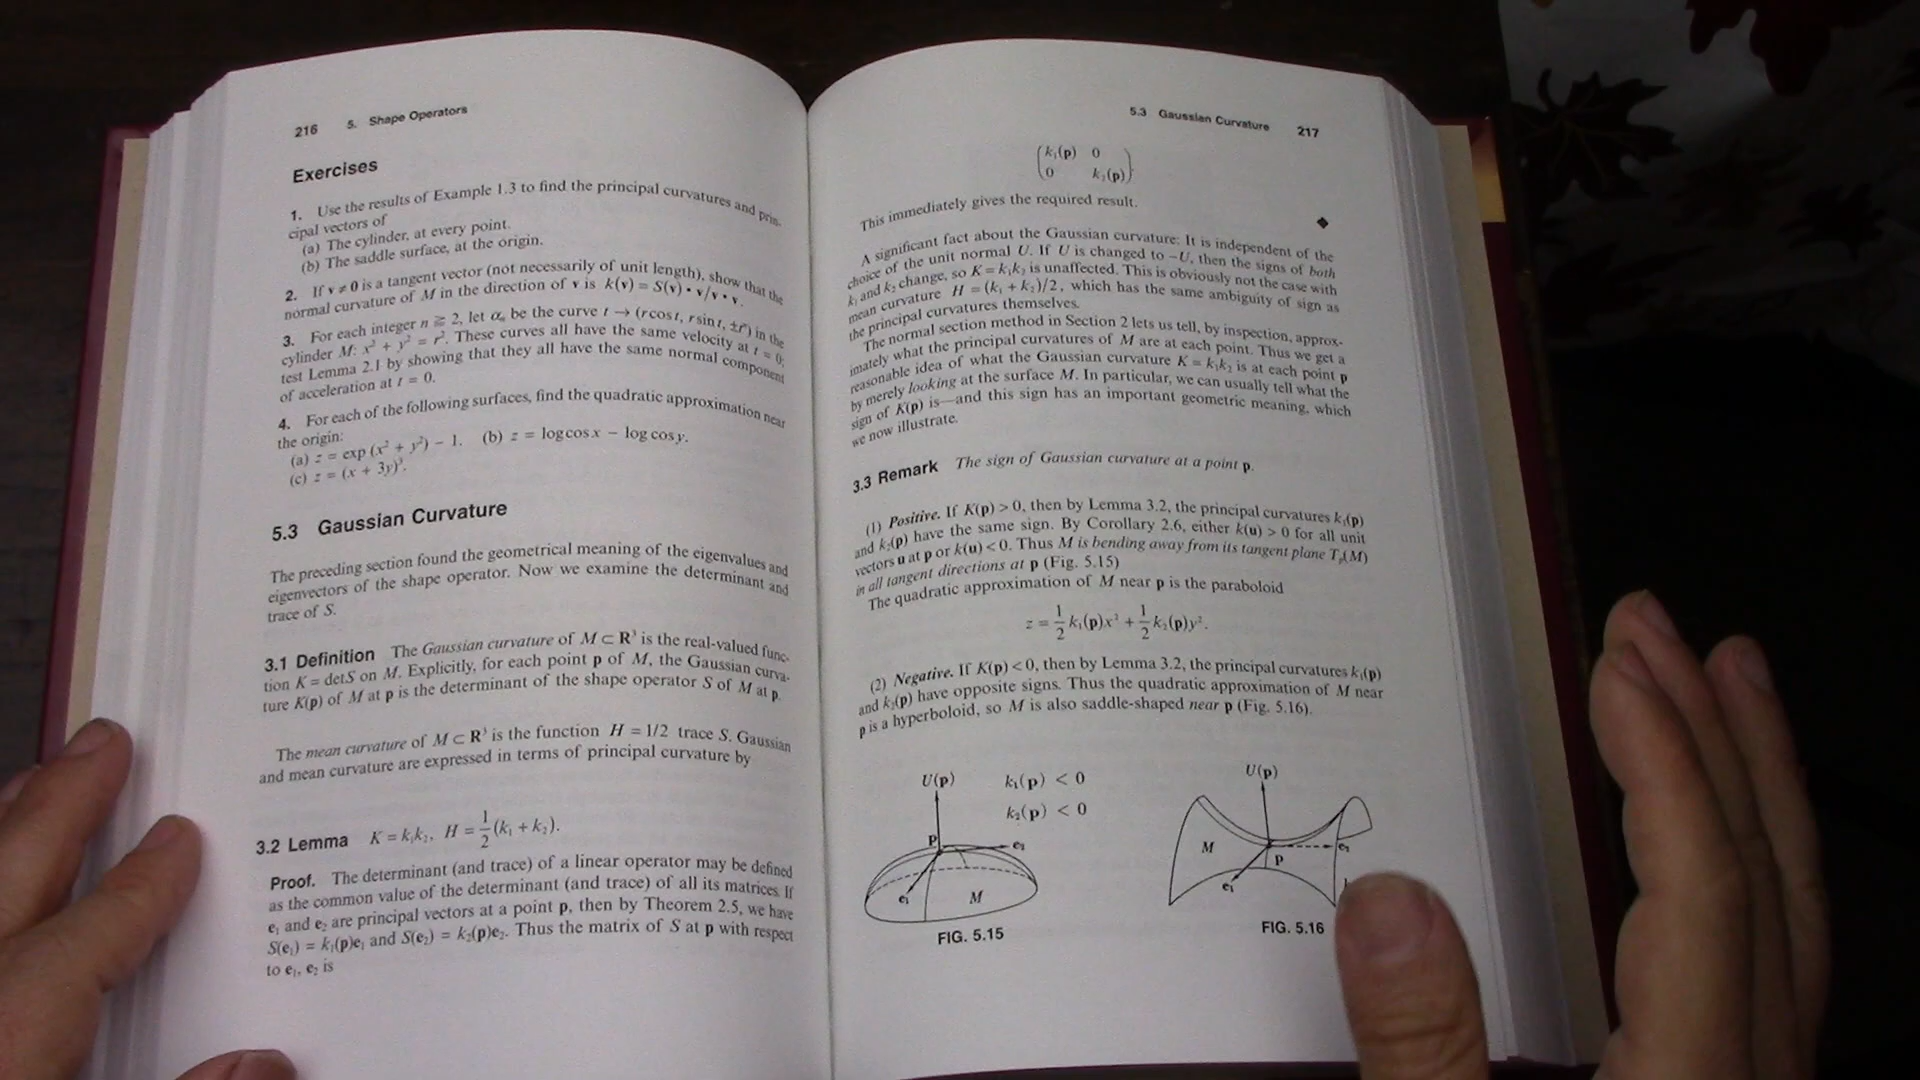 216 5. Shape Operators
Exercises
1. Use the results of Example 1.3 to find the principal curvatures and prin-
cipal vectors of
(a) The cylinder, at every point.
(b) The saddle surface, at the origin.
2. If v ≠ 0 is a tangent vector (not necessarily of unit length), show that the
normal curvature of M in the direction of v is k(v) = S(v) • v/v • v.
3. For each integer n ≥ 2, let αₙ be the curve t → (r cos t, r sin t, ±tⁿ) in the
cylinder M: x² + y² = r². These curves all have the same velocity at t = 0;
test Lemma 2.1 by showing that they all have the same normal component
of acceleration at t = 0.
4. For each of the following surfaces, find the quadratic approximation near
the origin:
(a) z = exp (x² + y²) − 1. (b) z = log cos x − log cos y.
(c) z = (x + 3y)³.
5.3 Gaussian Curvature
The preceding section found the geometrical meaning of the eigenvalues and
eigenvectors of the shape operator. Now we examine the determinant and
trace of S.
3.1 Definition The Gaussian curvature of M ⊂ R³ is the real-valued func-
tion K = det S on M. Explicitly, for each point p of M, the Gaussian curva-
ture K(p) of M at p is the determinant of the shape operator S of M at p.
The mean curvature of M ⊂ R³ is the function H = 1/2 trace S. Gaussian
and mean curvature are expressed in terms of principal curvature by
3.2 Lemma K = k₁k₂, H = 1/2 (k₁ + k₂).
Proof. The determinant (and trace) of a linear operator may be defined
as the common value of the determinant (and trace) of all its matrices. If
e₁ and e₂ are principal vectors at a point p, then by Theorem 2.5, we have
S(e₁) = k₁(p)e₁ and S(e₂) = k₂(p)e₂. Thus the matrix of S at p with respect
to e₁, e₂ is
5.3 Gaussian Curvature 217
(k₁(p) 0
0 k₂(p))
This immediately gives the required result. ◆
A significant fact about the Gaussian curvature: It is independent of the
choice of the unit normal U. If U is changed to −U, then the signs of both
k₁ and k₂ change, so K = k₁k₂ is unaffected. This is obviously not the case with
mean curvature H = (k₁ + k₂)/2, which has the same ambiguity of sign as
the principal curvatures themselves.
The normal section method in Section 2 lets us tell, by inspection, approx-
imately what the principal curvatures of M are at each point. Thus we get a
reasonable idea of what the Gaussian curvature K = k₁k₂ is at each point p
by merely looking at the surface M. In particular, we can usually tell what the
sign of K(p) is—and this sign has an important geometric meaning, which
we now illustrate.
3.3 Remark The sign of Gaussian curvature at a point p.
(1) Positive. If K(p) > 0, then by Lemma 3.2, the principal curvatures k₁(p)
and k₂(p) have the same sign. By Corollary 2.6, either k(u) > 0 for all unit
vectors u at p or k(u) < 0. Thus M is bending away from its tangent plane Tₚ(M)
in all tangent directions at p (Fig. 5.15)
The quadratic approximation of M near p is the paraboloid
z = 1/2 k₁(p)x² + 1/2 k₂(p)y².
(2) Negative. If K(p) < 0, then by Lemma 3.2, the principal curvatures k₁(p)
and k₂(p) have opposite signs. Thus the quadratic approximation of M near
p is a hyperboloid, so M is also saddle-shaped near p (Fig. 5.16).
U(p) k₁(p) < 0
k₂(p) < 0
P e₂
e₁ M
FIG. 5.15
U(p)
M P e₂
e₁
FIG. 5.16